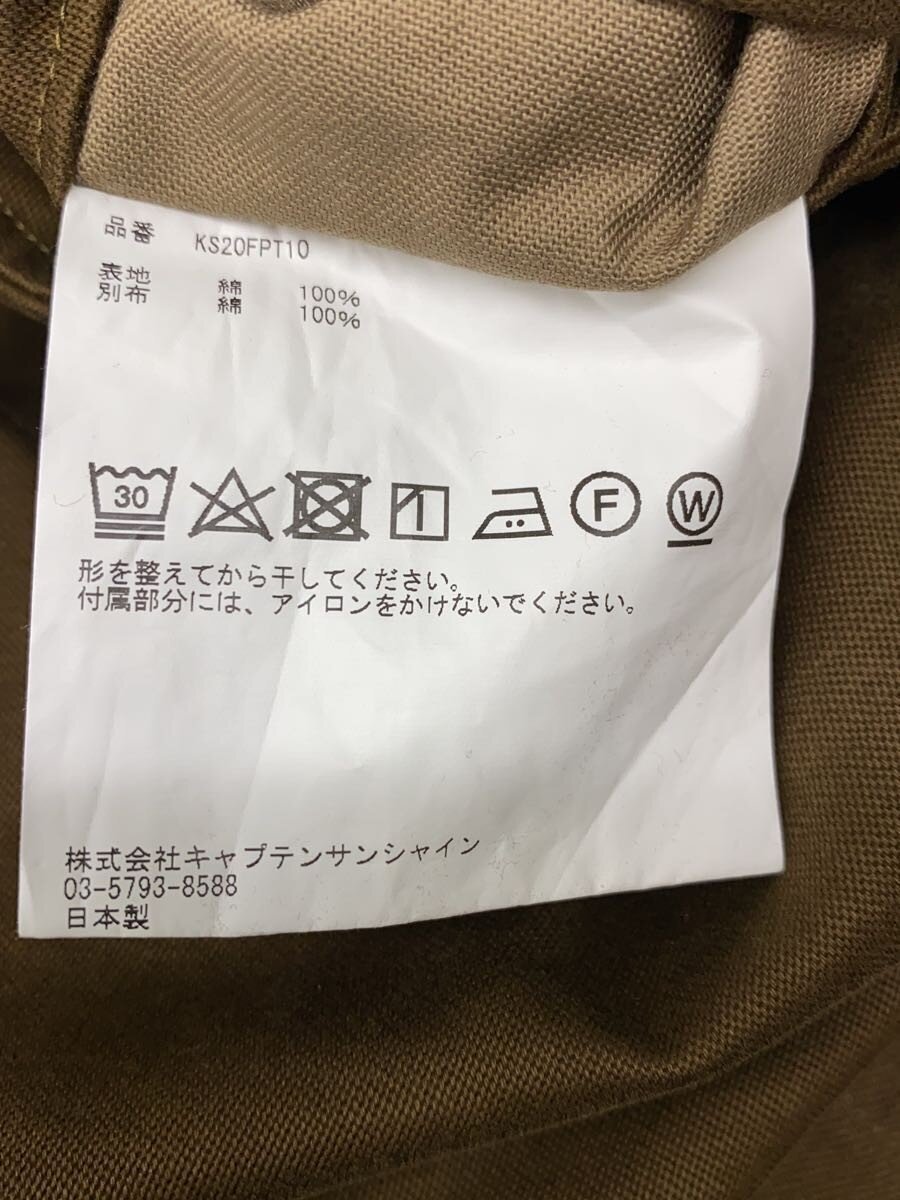 品番 KS20FPT10
表地 綿 100%
別布 綿 100%
30 F W
形を整えてから干してください。
付属部分には、アイロンをかけないでください。
株式会社キャプテンサンシャイン
03-5793-8588
日本製